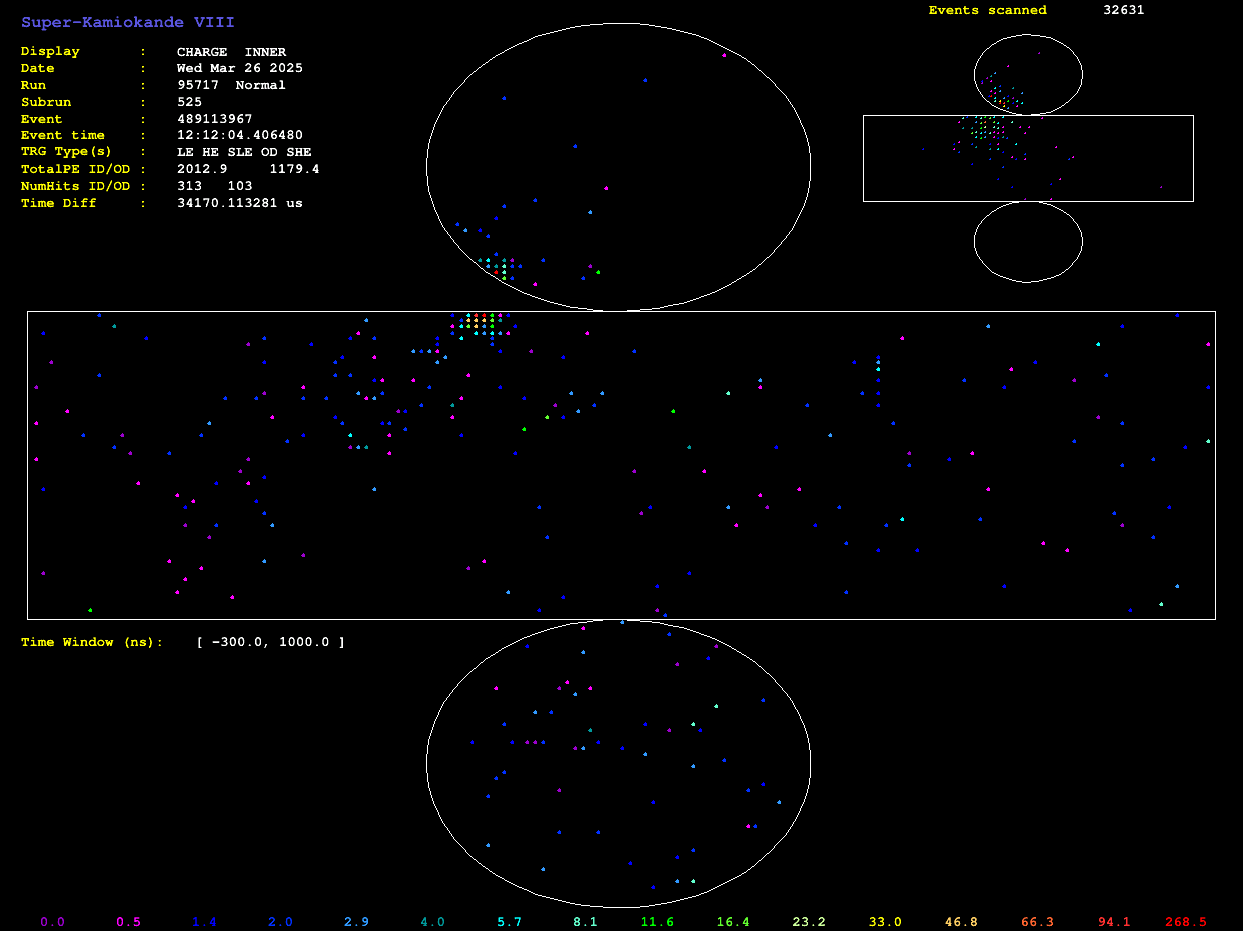 Super-Kamiokande VIII
Events scanned 32631
Display : CHARGE INNER
Date : Wed Mar 26 2025
Run : 95717 Normal
Subrun : 525
Event : 489113967
Event time : 12:12:04.406480
TRG Type(s) : LE HE SLE OD SHE
TotalPE ID/OD : 2012.9 1179.4
NumHits ID/OD : 313 103
Time Diff : 34170.113281 us
Time Window (ns): [ -300.0, 1000.0 ]
0.0 0.5 1.4 2.0 2.9 4.0 5.7 8.1 11.6 16.4 23.2 33.0 46.8 66.3 94.1 268.5